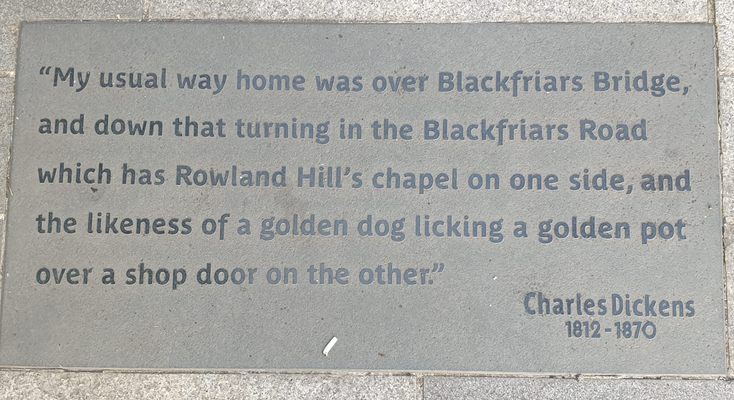 “My usual way home was over Blackfriars Bridge,
and down that turning in the Blackfriars Road
which has Rowland Hill’s chapel on one side, and
the likeness of a golden dog licking a golden pot
over a shop door on the other.”
Charles Dickens
1812 - 1870